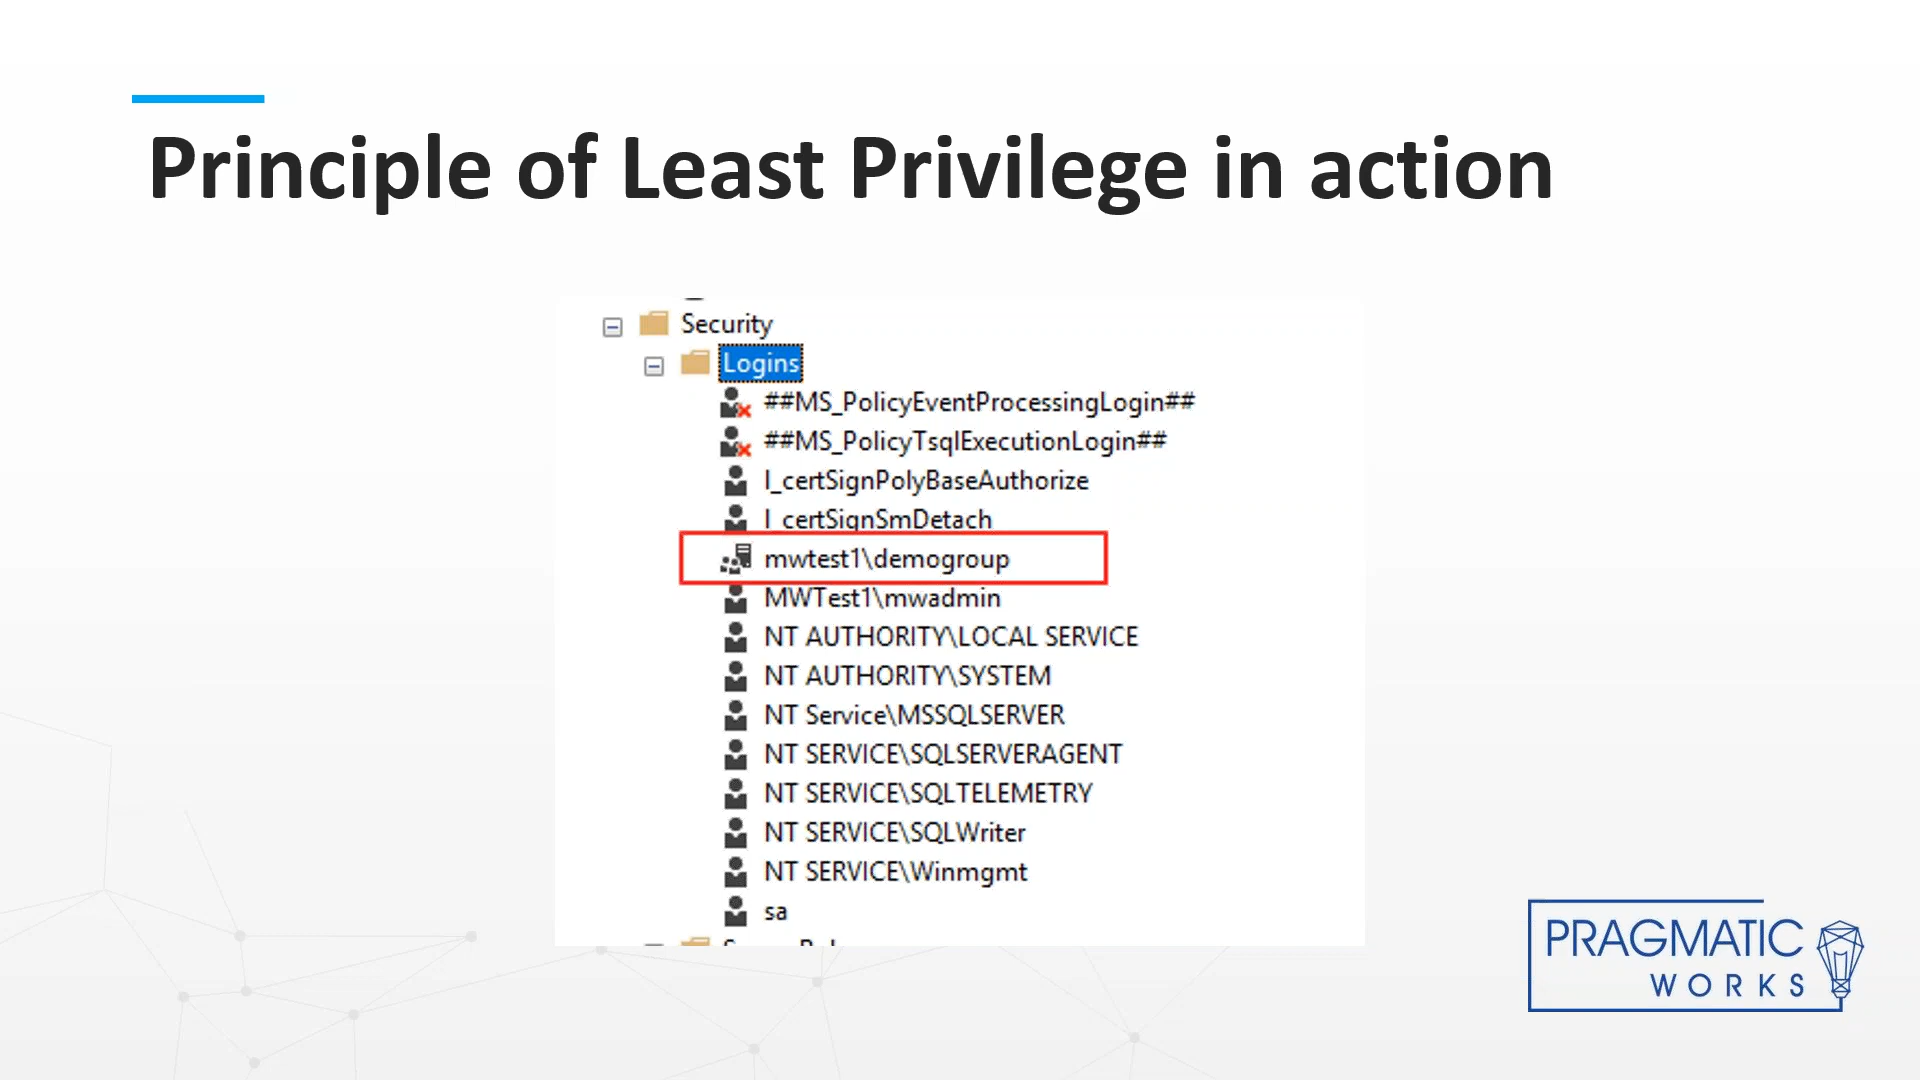 Principle of Least Privilege in action
Security
Logins
##MS_PolicyEventProcessingLogin##
##MS_PolicyTsqlExecutionLogin##
l_certSignPolyBaseAuthorize
l_certSignSmDetach
mwtest1\demogroup
MWTest1\mwadmin
NT AUTHORITY\LOCAL SERVICE
NT AUTHORITY\SYSTEM
NT Service\MSSQLSERVER
NT SERVICE\SQLSERVERAGENT
NT SERVICE\SQLTELEMETRY
NT SERVICE\SQLWriter
NT SERVICE\Winmgmt
sa
PRAGMATIC
WORKS